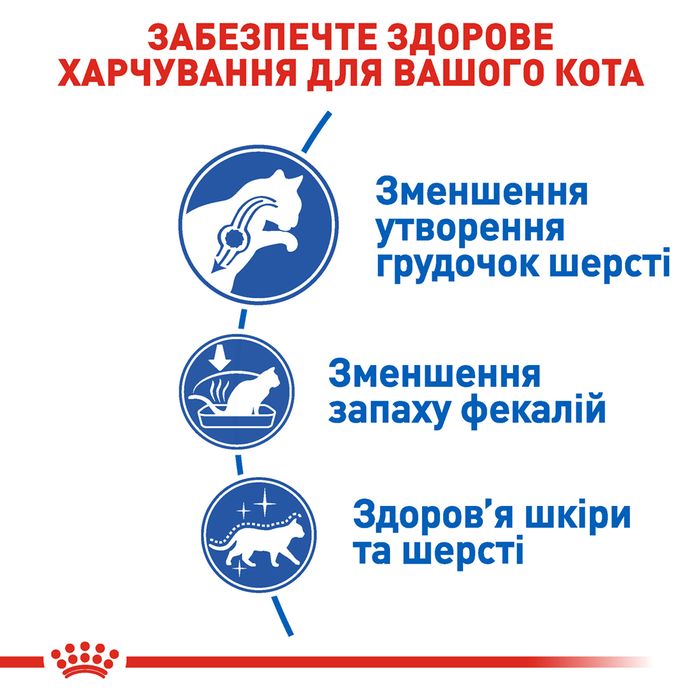 ЗАБЕЗПЕЧТЕ ЗДОРОВЕ
ХАРЧУВАННЯ ДЛЯ ВАШОГО КОТА
Зменшення
утворення
грудочок шерсті
Зменшення
запаху фекалій
Здоров’я шкіри
та шерсті